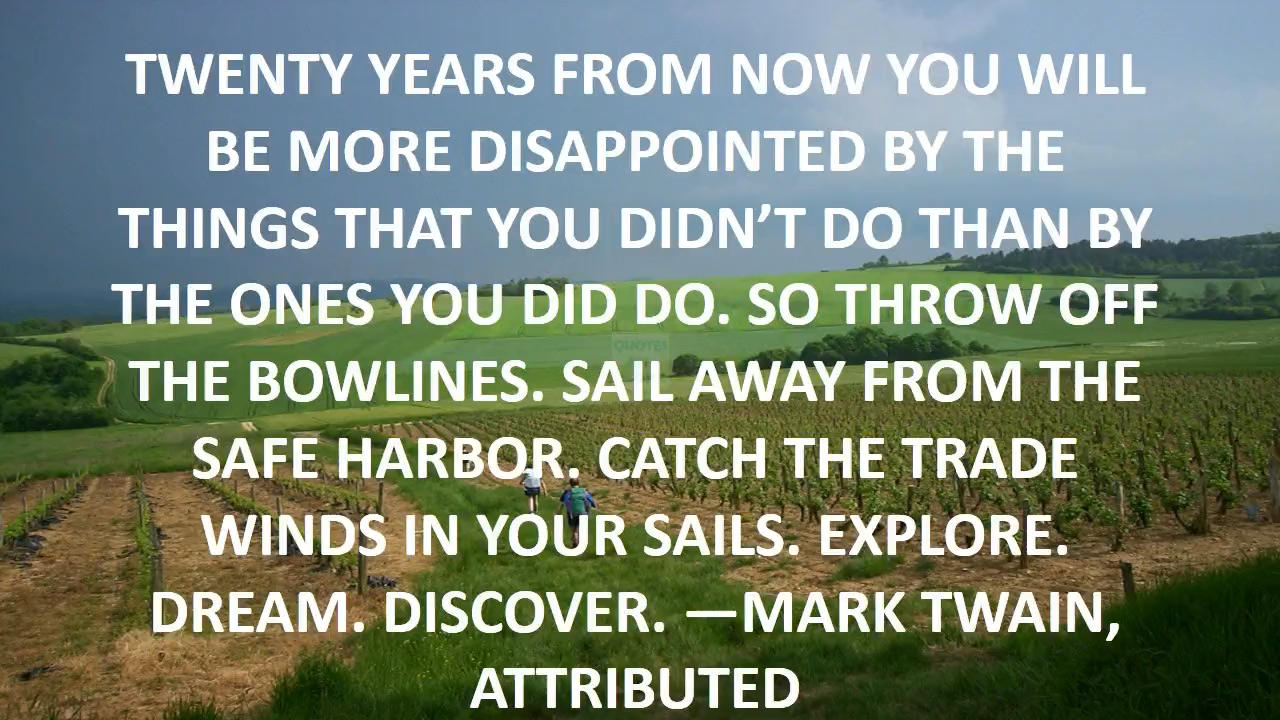 TWENTY YEARS FROM NOW YOU WILL
BE MORE DISAPPOINTED BY THE
THINGS THAT YOU DIDN’T DO THAN BY
THE ONES YOU DID DO. SO THROW OFF
QUOTES
THE BOWLINES. SAIL AWAY FROM THE
SAFE HARBOR. CATCH THE TRADE
WINDS IN YOUR SAILS. EXPLORE.
DREAM. DISCOVER. —MARK TWAIN,
ATTRIBUTED